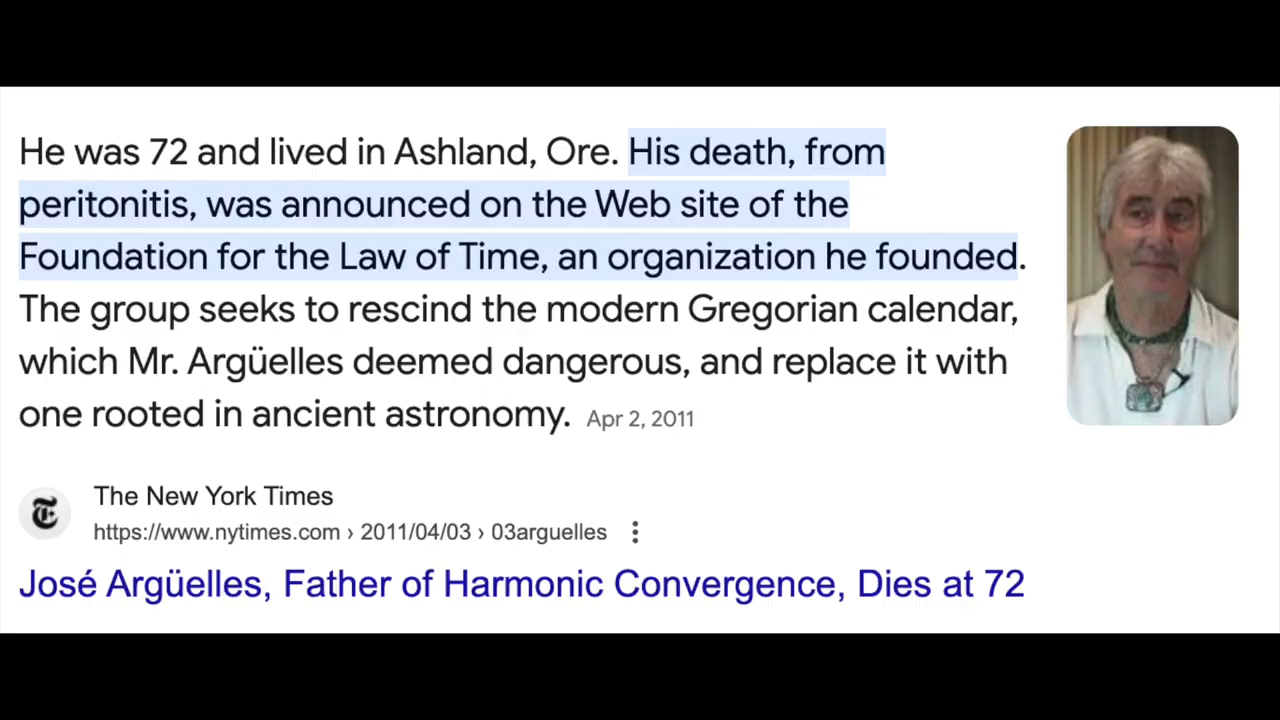 He was 72 and lived in Ashland, Ore. His death, from
peritonitis, was announced on the Web site of the
Foundation for the Law of Time, an organization he founded.
The group seeks to rescind the modern Gregorian calendar,
which Mr. Argüelles deemed dangerous, and replace it with
one rooted in ancient astronomy. Apr 2, 2011
The New York Times
https://www.nytimes.com › 2011/04/03 › 03arguelles
José Argüelles, Father of Harmonic Convergence, Dies at 72